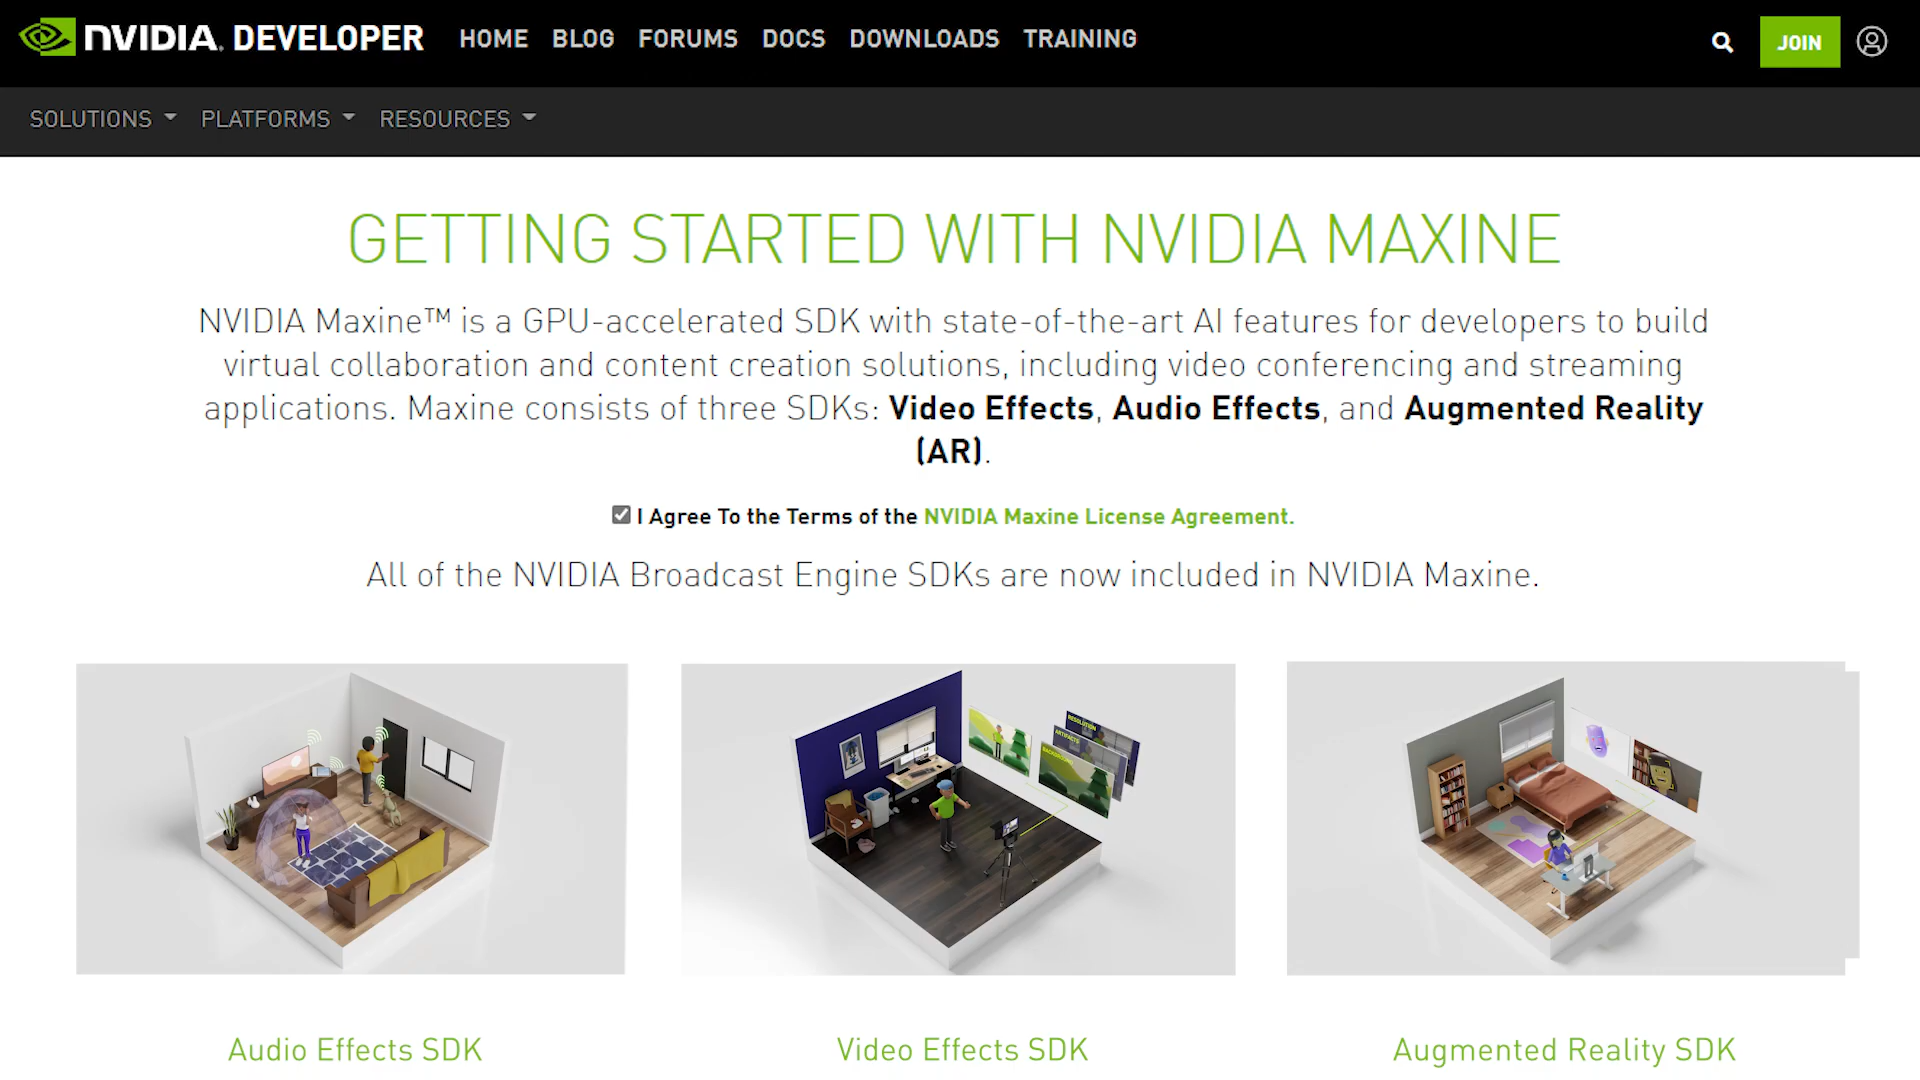 NVIDIA. DEVELOPER HOME BLOG FORUMS DOCS DOWNLOADS TRAINING JOIN
SOLUTIONS PLATFORMS RESOURCES
GETTING STARTED WITH NVIDIA MAXINE
NVIDIA Maxine™ is a GPU-accelerated SDK with state-of-the-art AI features for developers to build
virtual collaboration and content creation solutions, including video conferencing and streaming
applications. Maxine consists of three SDKs: Video Effects, Audio Effects, and Augmented Reality
(AR).
I Agree To the Terms of the NVIDIA Maxine License Agreement.
All of the NVIDIA Broadcast Engine SDKs are now included in NVIDIA Maxine.
RESOLUTION
ARTIFACTS
BACKGROUND
Audio Effects SDK
Video Effects SDK
Augmented Reality SDK